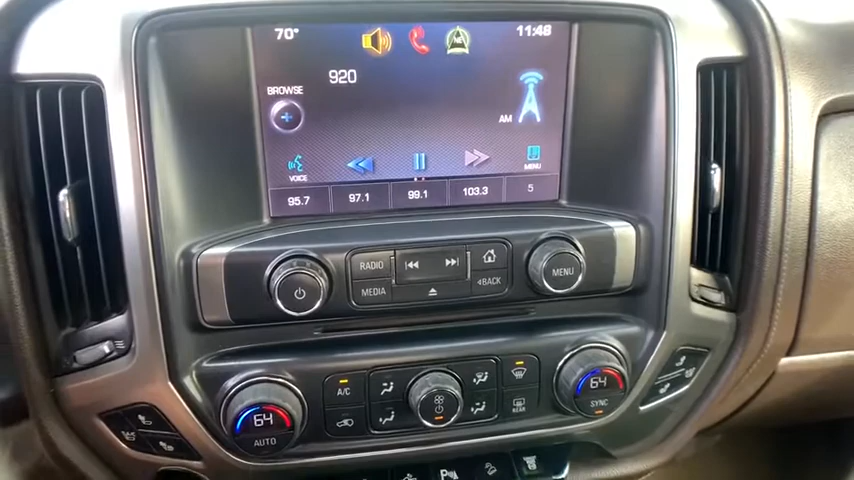 70° NE 11:48
920
BROWSE
AM
VOICE MENU
95.7 97.1 99.1 103.3 5
RADIO
MEDIA
BACK
MENU
A/C
REAR
64
AUTO
64
SYNC